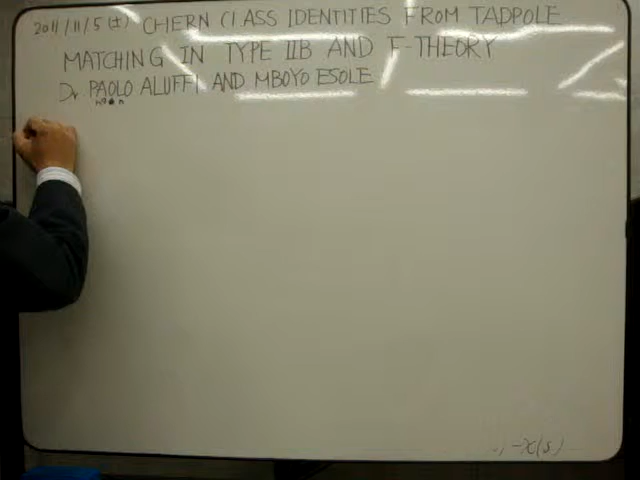 2011/11/5 (土) CHERN CLASS IDENTITIES FROM TADPOLE
MATCHING IN TYPE IIB AND F-THEORY
Dr PAOLO ALUFFI AND MBOYO ESOLE
-χ(S)